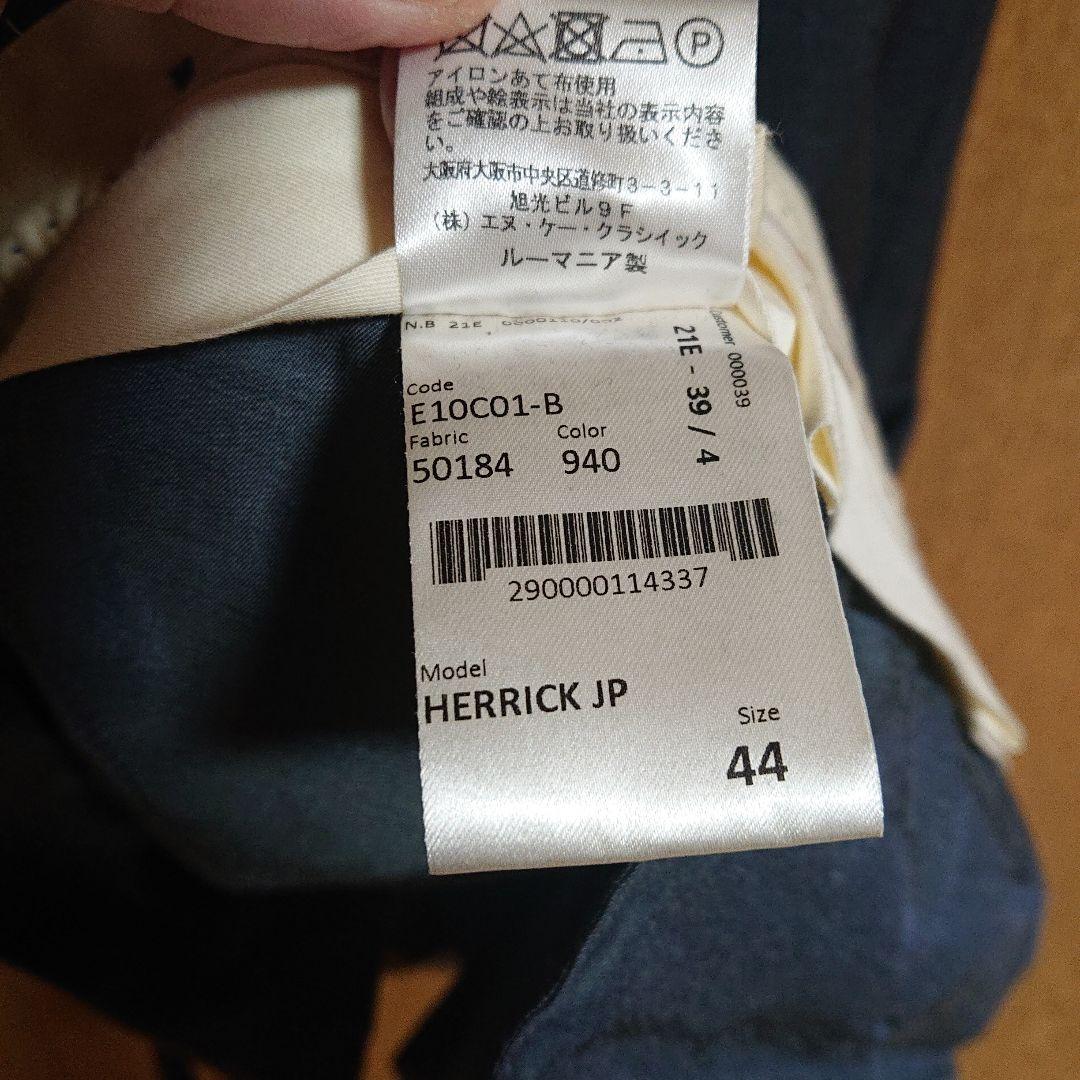 P
アイロンあて布使用
組成や絵表示は当社の表示内容
をご確認の上お取り扱いくださ
い。
大阪府大阪市中央区道修町3-3-11
旭光ビル9F
(株)エヌ・ケー・クラシイック
ルーマニア製
N.B 21E
Customer 000039
21E - 39 / 4
Code
E10C01-B
Fabric Color
50184 940
290000114337
Model
HERRICK JP
Size
44